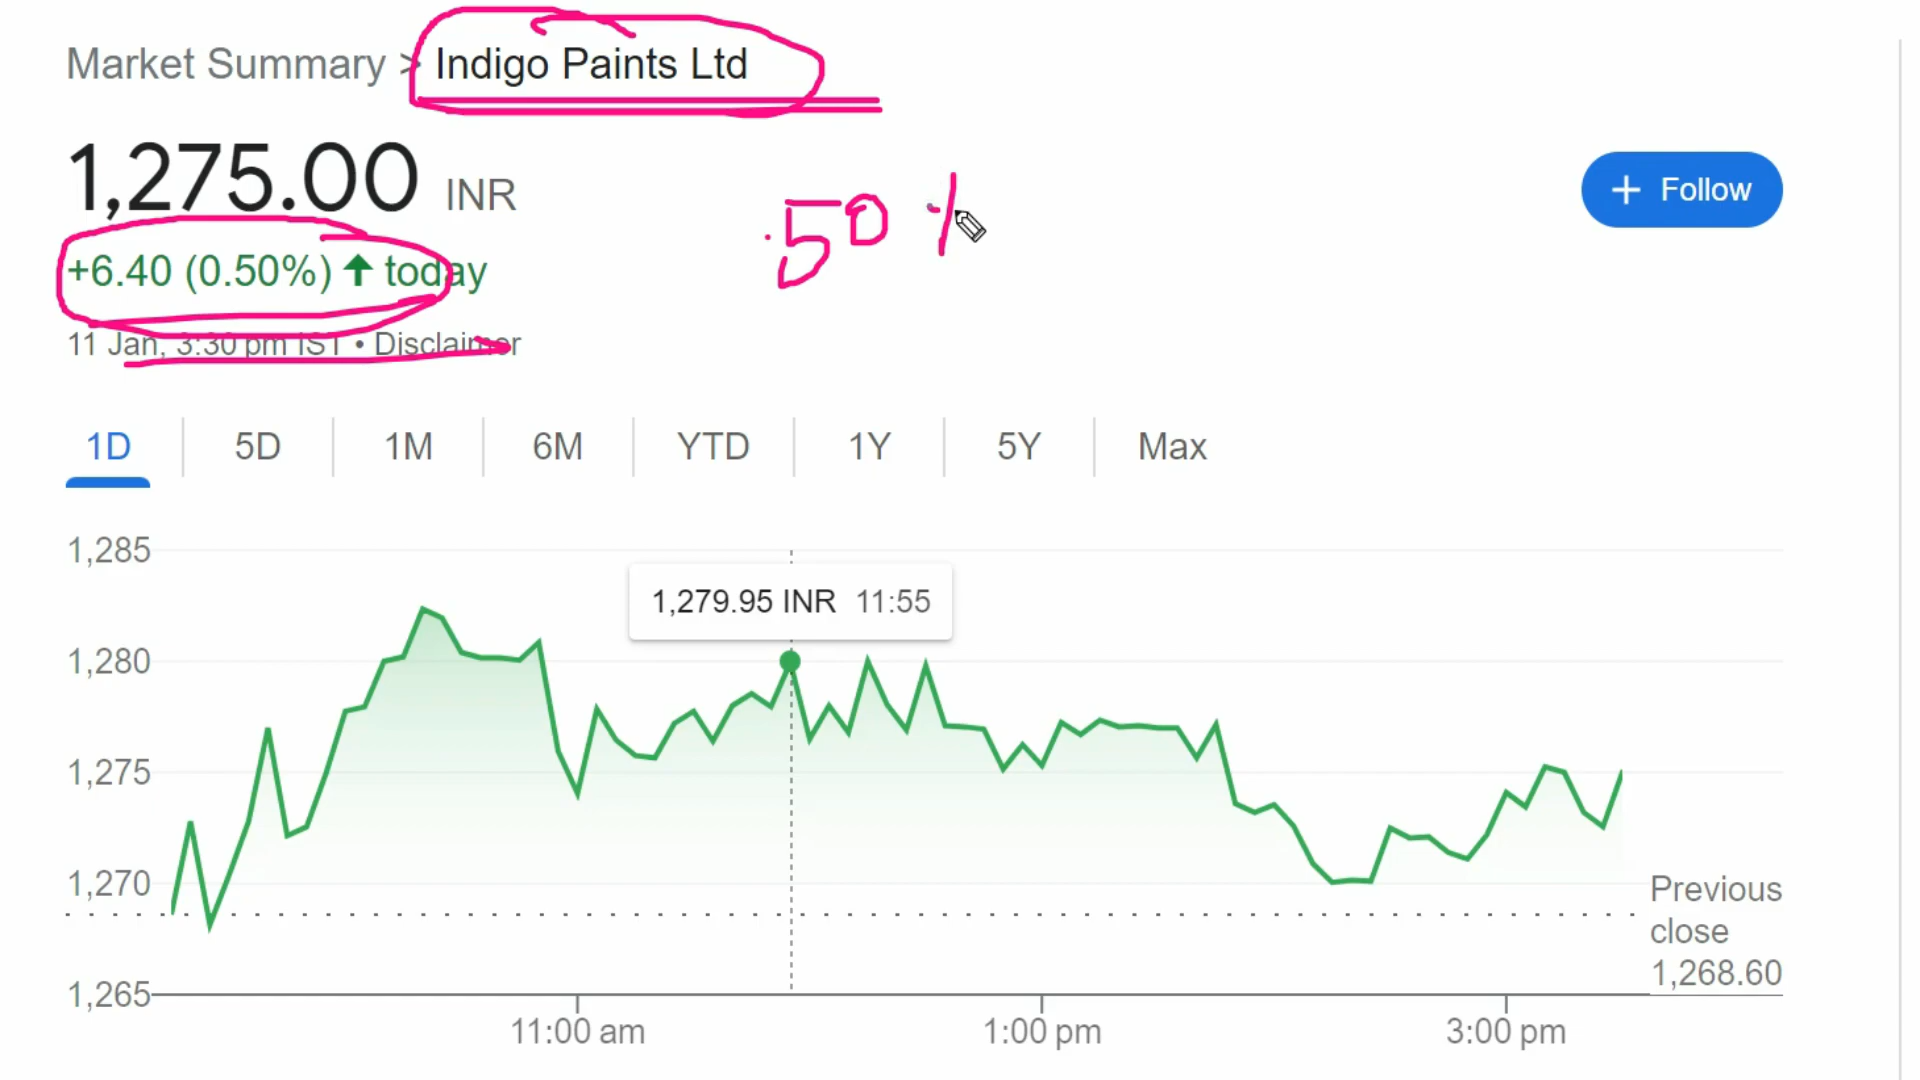 Market Summary > Indigo Paints Ltd
1,275.00 INR
+ Follow
.50 %
+6.40 (0.50%) ↑ today
11 Jan, 3:30 pm IST • Disclaimer
1D 5D 1M 6M YTD 1Y 5Y Max
1,285
1,279.95 INR 11:55
1,280
1,275
1,270
Previous
close
1,268.60
1,265
11:00 am 1:00 pm 3:00 pm